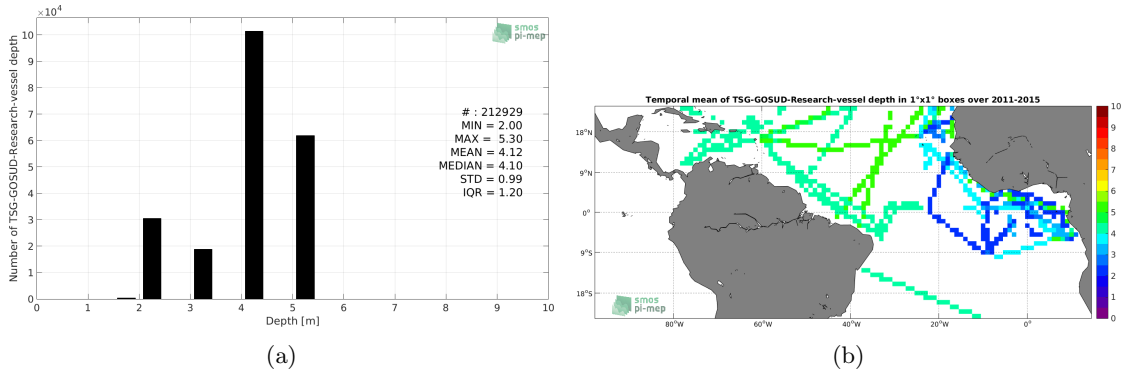 ×10⁴
10
9
8
7
6
5
4
3
2
1
0
Number of TSG-GOSUD-Research-vessel depth
smos
pi-mep
# : 212929
MIN = 2.00
MAX = 5.30
MEAN = 4.12
MEDIAN = 4.10
STD = 0.99
IQR = 1.20
0 1 2 3 4 5 6 7 8 9 10
Depth [m]
(a)
Temporal mean of TSG-GOSUD-Research-vessel depth in 1°x1° boxes over 2011-2015
18°N
9°N
0°
9°S
18°S
smos
pi-mep
80°W 60°W 40°W 20°W 0°
10
9
8
7
6
5
4
3
2
1
0
(b)